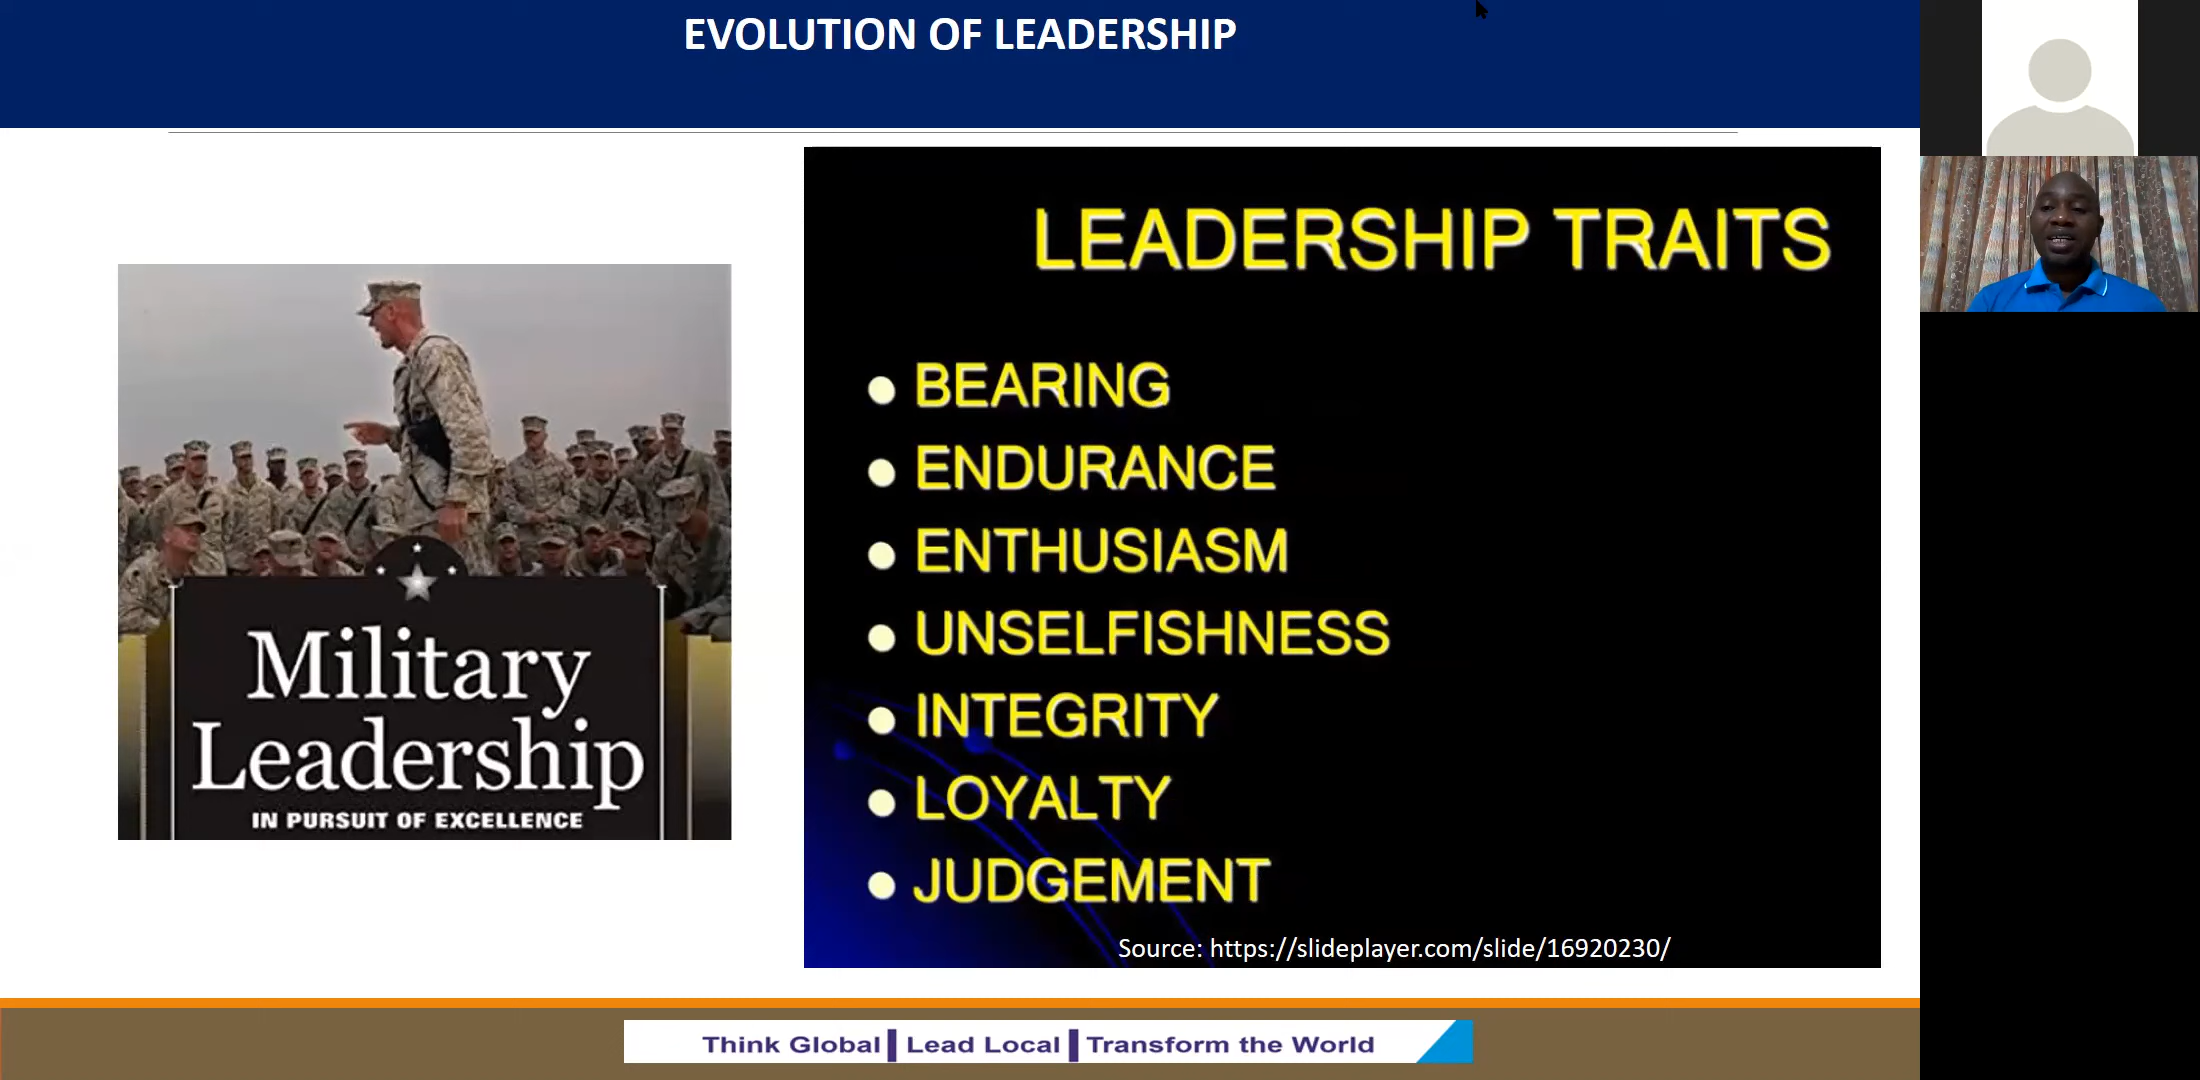 EVOLUTION OF LEADERSHIP
Military
Leadership
IN PURSUIT OF EXCELLENCE
LEADERSHIP TRAITS
BEARING
ENDURANCE
ENTHUSIASM
UNSELFISHNESS
INTEGRITY
LOYALTY
JUDGEMENT
Source: https://slideplayer.com/slide/16920230/
Think Global Lead Local Transform the World